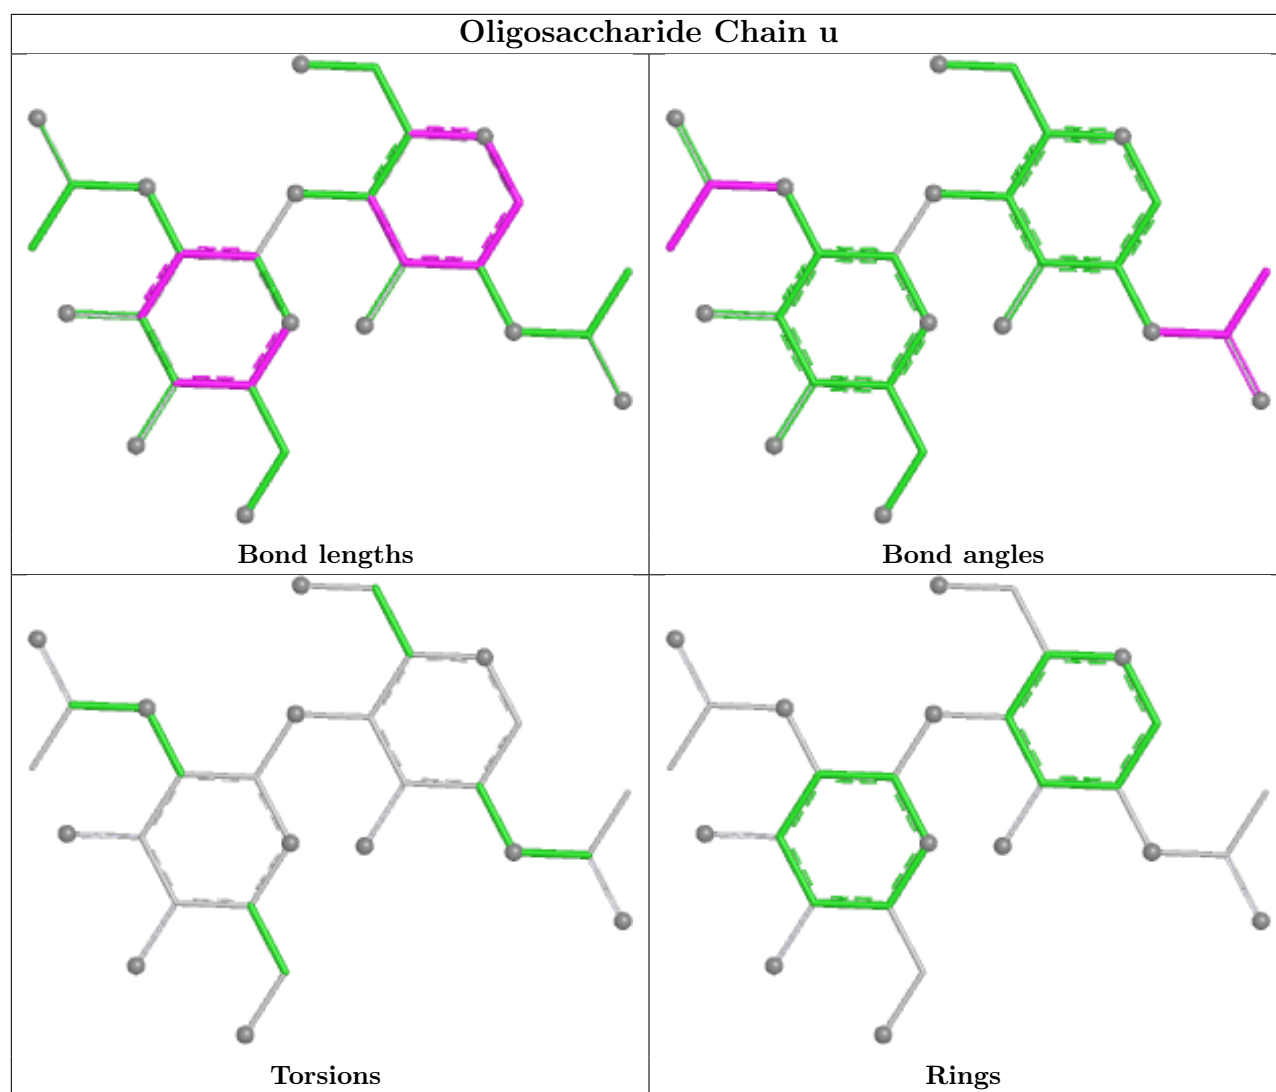 Oligosaccharide Chain u
Bond lengths
Bond angles
Torsions
Rings